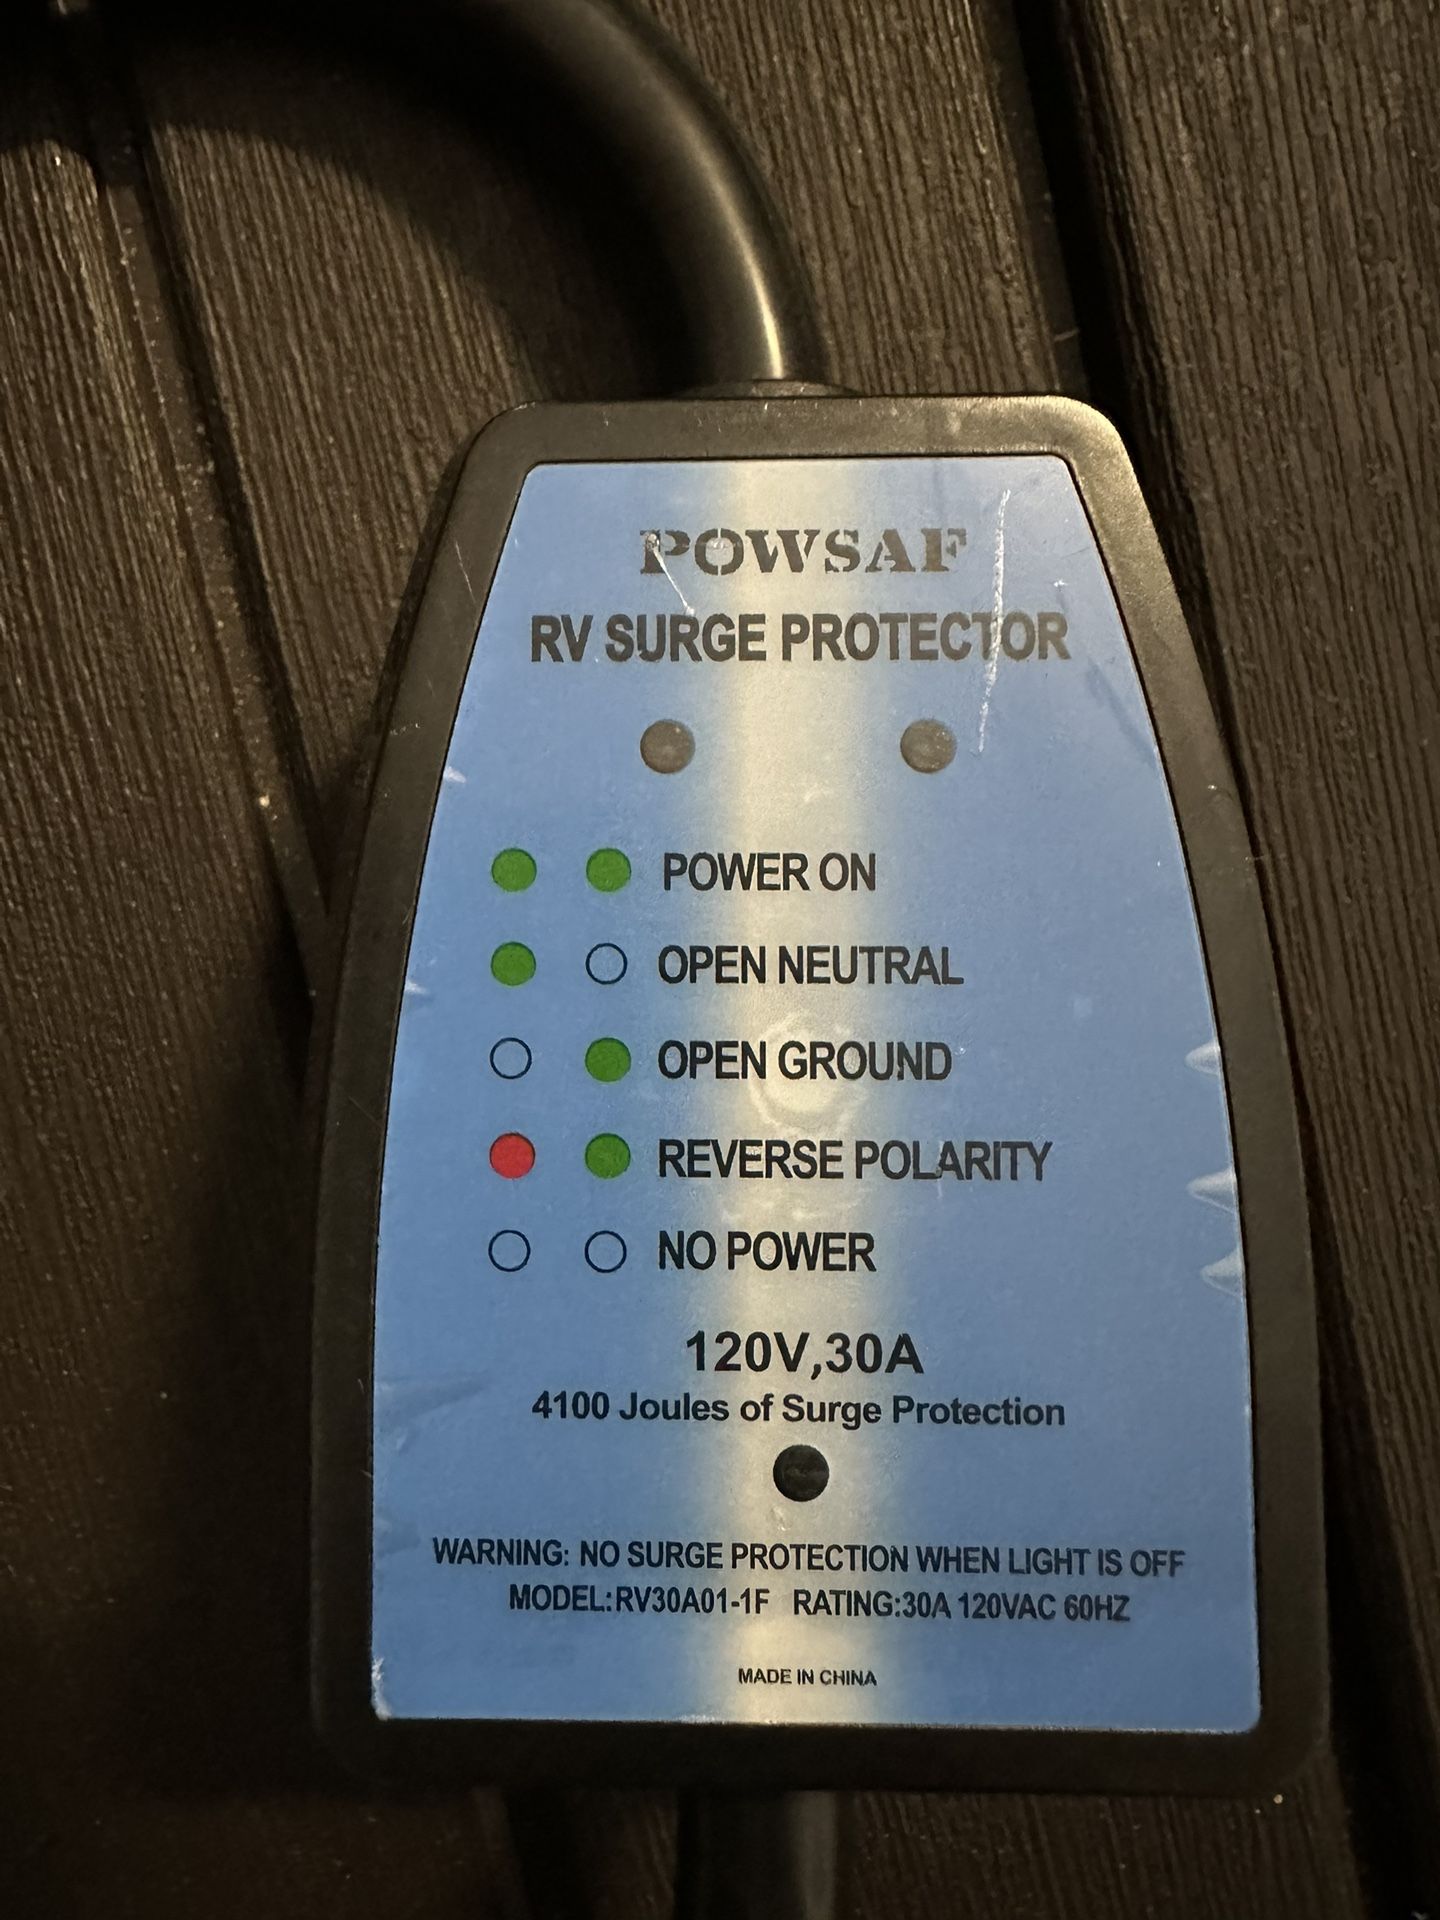 POWSAF
RV SURGE PROTECTOR
POWER ON
OPEN NEUTRAL
OPEN GROUND
REVERSE POLARITY
NO POWER
120V,30A
4100 Joules of Surge Protection
WARNING: NO SURGE PROTECTION WHEN LIGHT IS OFF
MODEL:RV30A01-1F RATING:30A 120VAC 60HZ
MADE IN CHINA